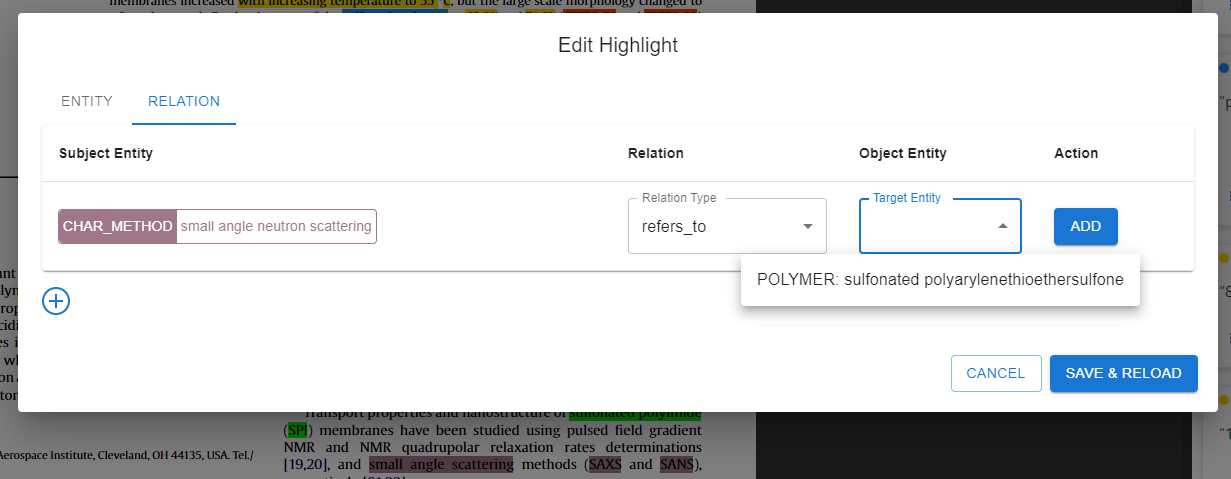 membranes increased with increasing temperature to 55 °C, but the large scale morphology changed to
Edit Highlight
ENTITY
RELATION
Subject Entity
Relation
Object Entity
Action
CHAR_METHOD small angle neutron scattering
Relation Type
refers_to
Target Entity
ADD
POLYMER: sulfonated polyarylenethioethersulfone
CANCEL
SAVE & RELOAD
Transport properties and nanostructure of sulfonated polyimide
(SPI) membranes have been studied using pulsed field gradient
NMR and NMR quadrupolar relaxation rates determinations
[19,20], and small angle scattering methods (SAXS and SANS),
Aerospace Institute, Cleveland, OH 44135, USA. Tel./